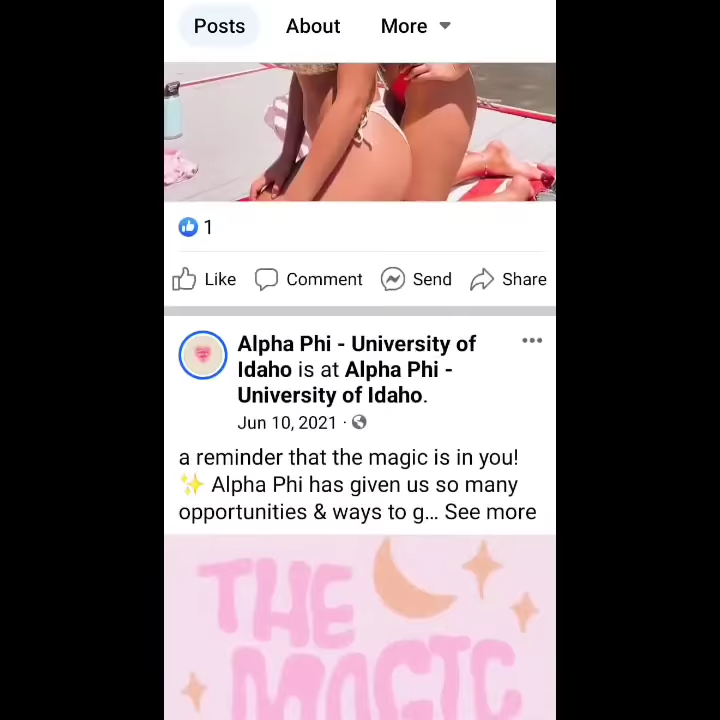 Posts About More
1
Like Comment Send Share
Alpha Phi - University of
Idaho is at Alpha Phi -
University of Idaho.
Jun 10, 2021 ·
a reminder that the magic is in you!
✨ Alpha Phi has given us so many
opportunities & ways to g... See more
THE
MAGIC